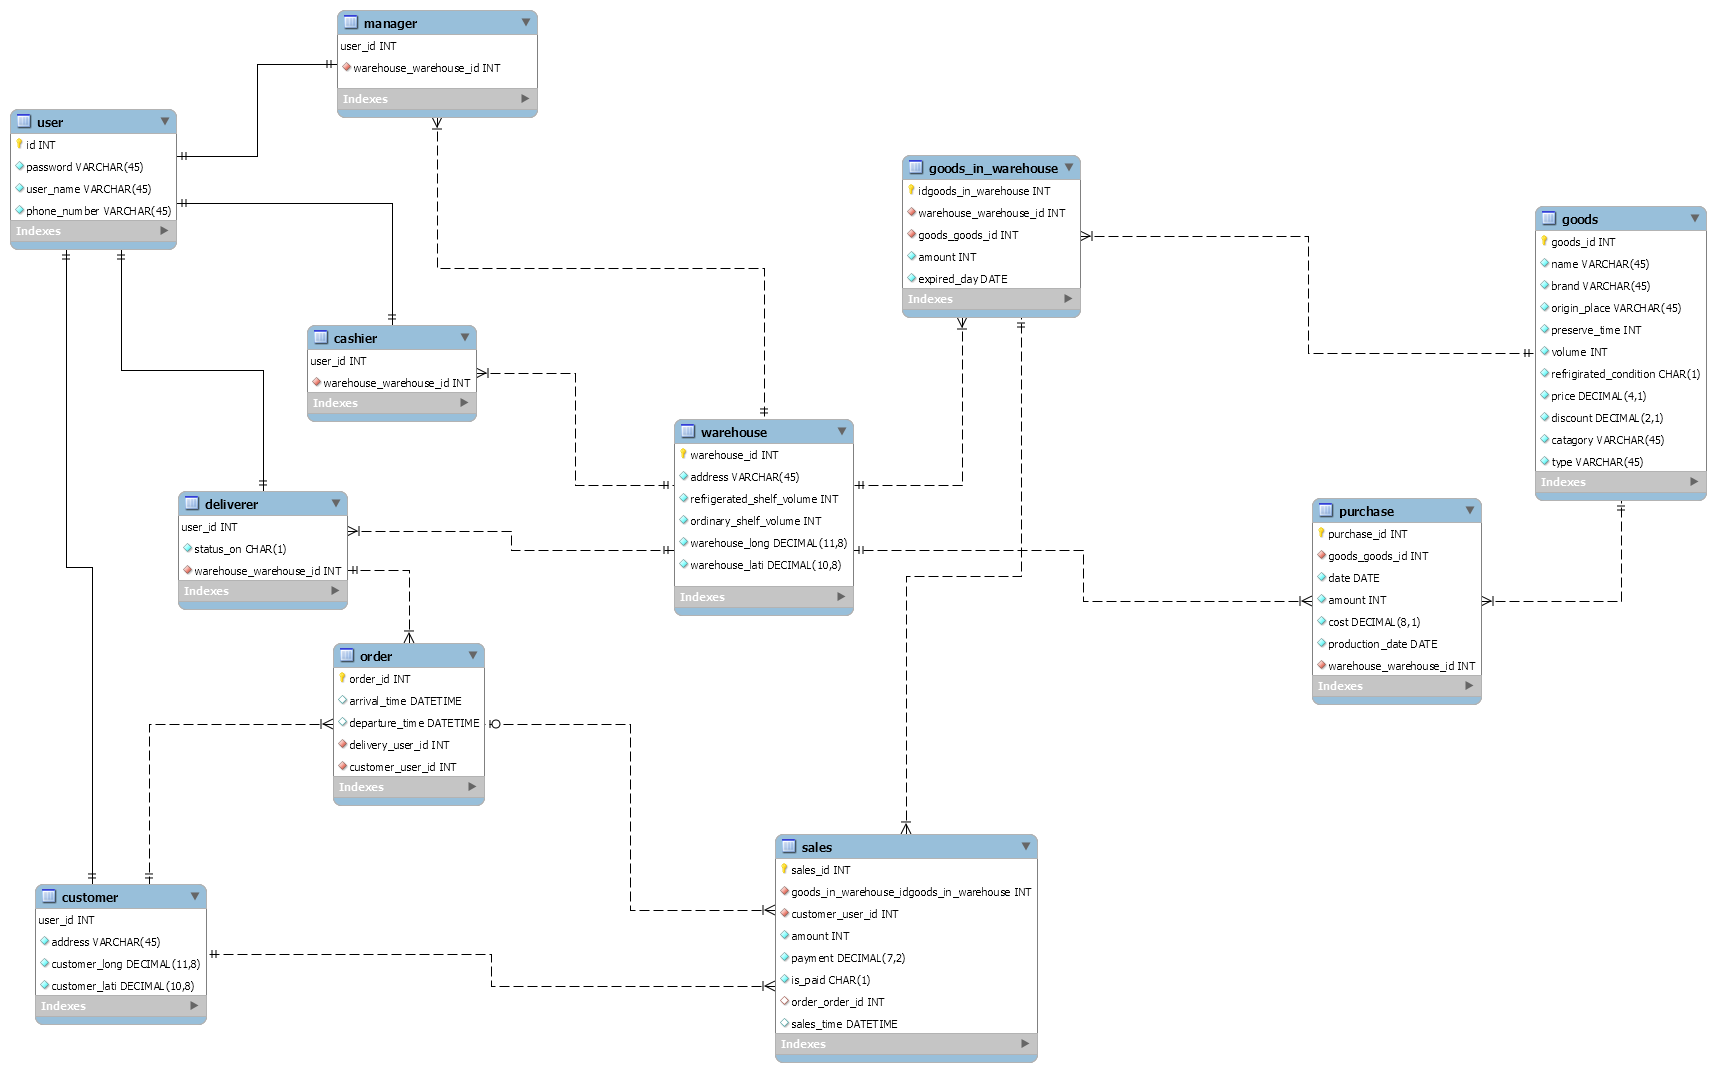 manager
user_id INT
warehouse_warehouse_id INT
Indexes
user
id INT
password VARCHAR(45)
user_name VARCHAR(45)
phone_number VARCHAR(45)
Indexes
goods_in_warehouse
idgoods_in_warehouse INT
warehouse_warehouse_id INT
goods_goods_id INT
amount INT
expired_day DATE
Indexes
goods
goods_id INT
name VARCHAR(45)
brand VARCHAR(45)
origin_place VARCHAR(45)
preserve_time INT
volume INT
refrigirated_condition CHAR(1)
price DECIMAL(4,1)
discount DECIMAL(2,1)
catagory VARCHAR(45)
type VARCHAR(45)
Indexes
cashier
user_id INT
warehouse_warehouse_id INT
Indexes
warehouse
warehouse_id INT
address VARCHAR(45)
refrigerated_shelf_volume INT
ordinary_shelf_volume INT
warehouse_long DECIMAL(11,8)
warehouse_lati DECIMAL(10,8)
Indexes
deliverer
user_id INT
status_on CHAR(1)
warehouse_warehouse_id INT
Indexes
purchase
purchase_id INT
goods_goods_id INT
date DATE
amount INT
cost DECIMAL(8,1)
production_date DATE
warehouse_warehouse_id INT
Indexes
order
order_id INT
arrival_time DATETIME
departure_time DATETIME
delivery_user_id INT
customer_user_id INT
Indexes
sales
sales_id INT
goods_in_warehouse_idgoods_in_warehouse INT
customer_user_id INT
amount INT
payment DECIMAL(7,2)
is_paid CHAR(1)
order_order_id INT
sales_time DATETIME
Indexes
customer
user_id INT
address VARCHAR(45)
customer_long DECIMAL(11,8)
customer_lati DECIMAL(10,8)
Indexes